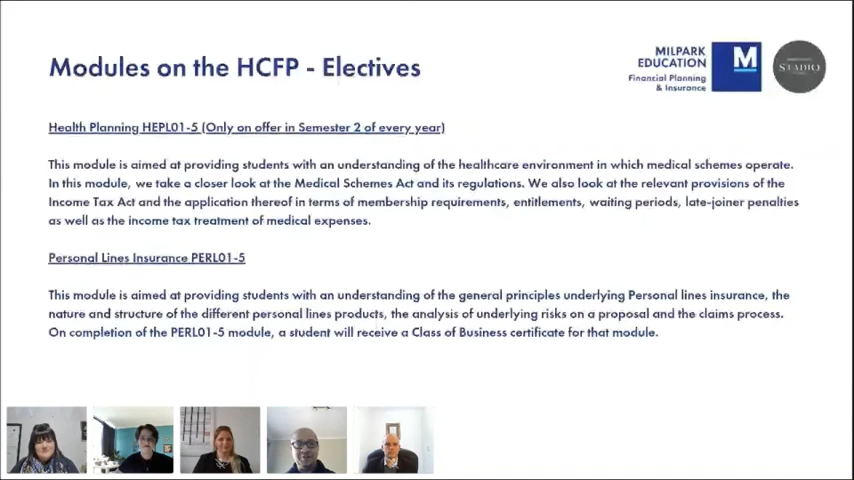 Modules on the HCFP - Electives
MILPARK
EDUCATION
Financial Planning
& Insurance
M
STADIO
Health Planning HEPL01-5 (Only on offer in Semester 2 of every year)
This module is aimed at providing students with an understanding of the healthcare environment in which medical schemes operate.
In this module, we take a closer look at the Medical Schemes Act and its regulations. We also look at the relevant provisions of the
Income Tax Act and the application thereof in terms of membership requirements, entitlements, waiting periods, late-joiner penalties
as well as the income tax treatment of medical expenses.
Personal Lines Insurance PERL01-5
This module is aimed at providing students with an understanding of the general principles underlying Personal lines insurance, the
nature and structure of the different personal lines products, the analysis of underlying risks on a proposal and the claims process.
On completion of the PERL01-5 module, a student will receive a Class of Business certificate for that module.